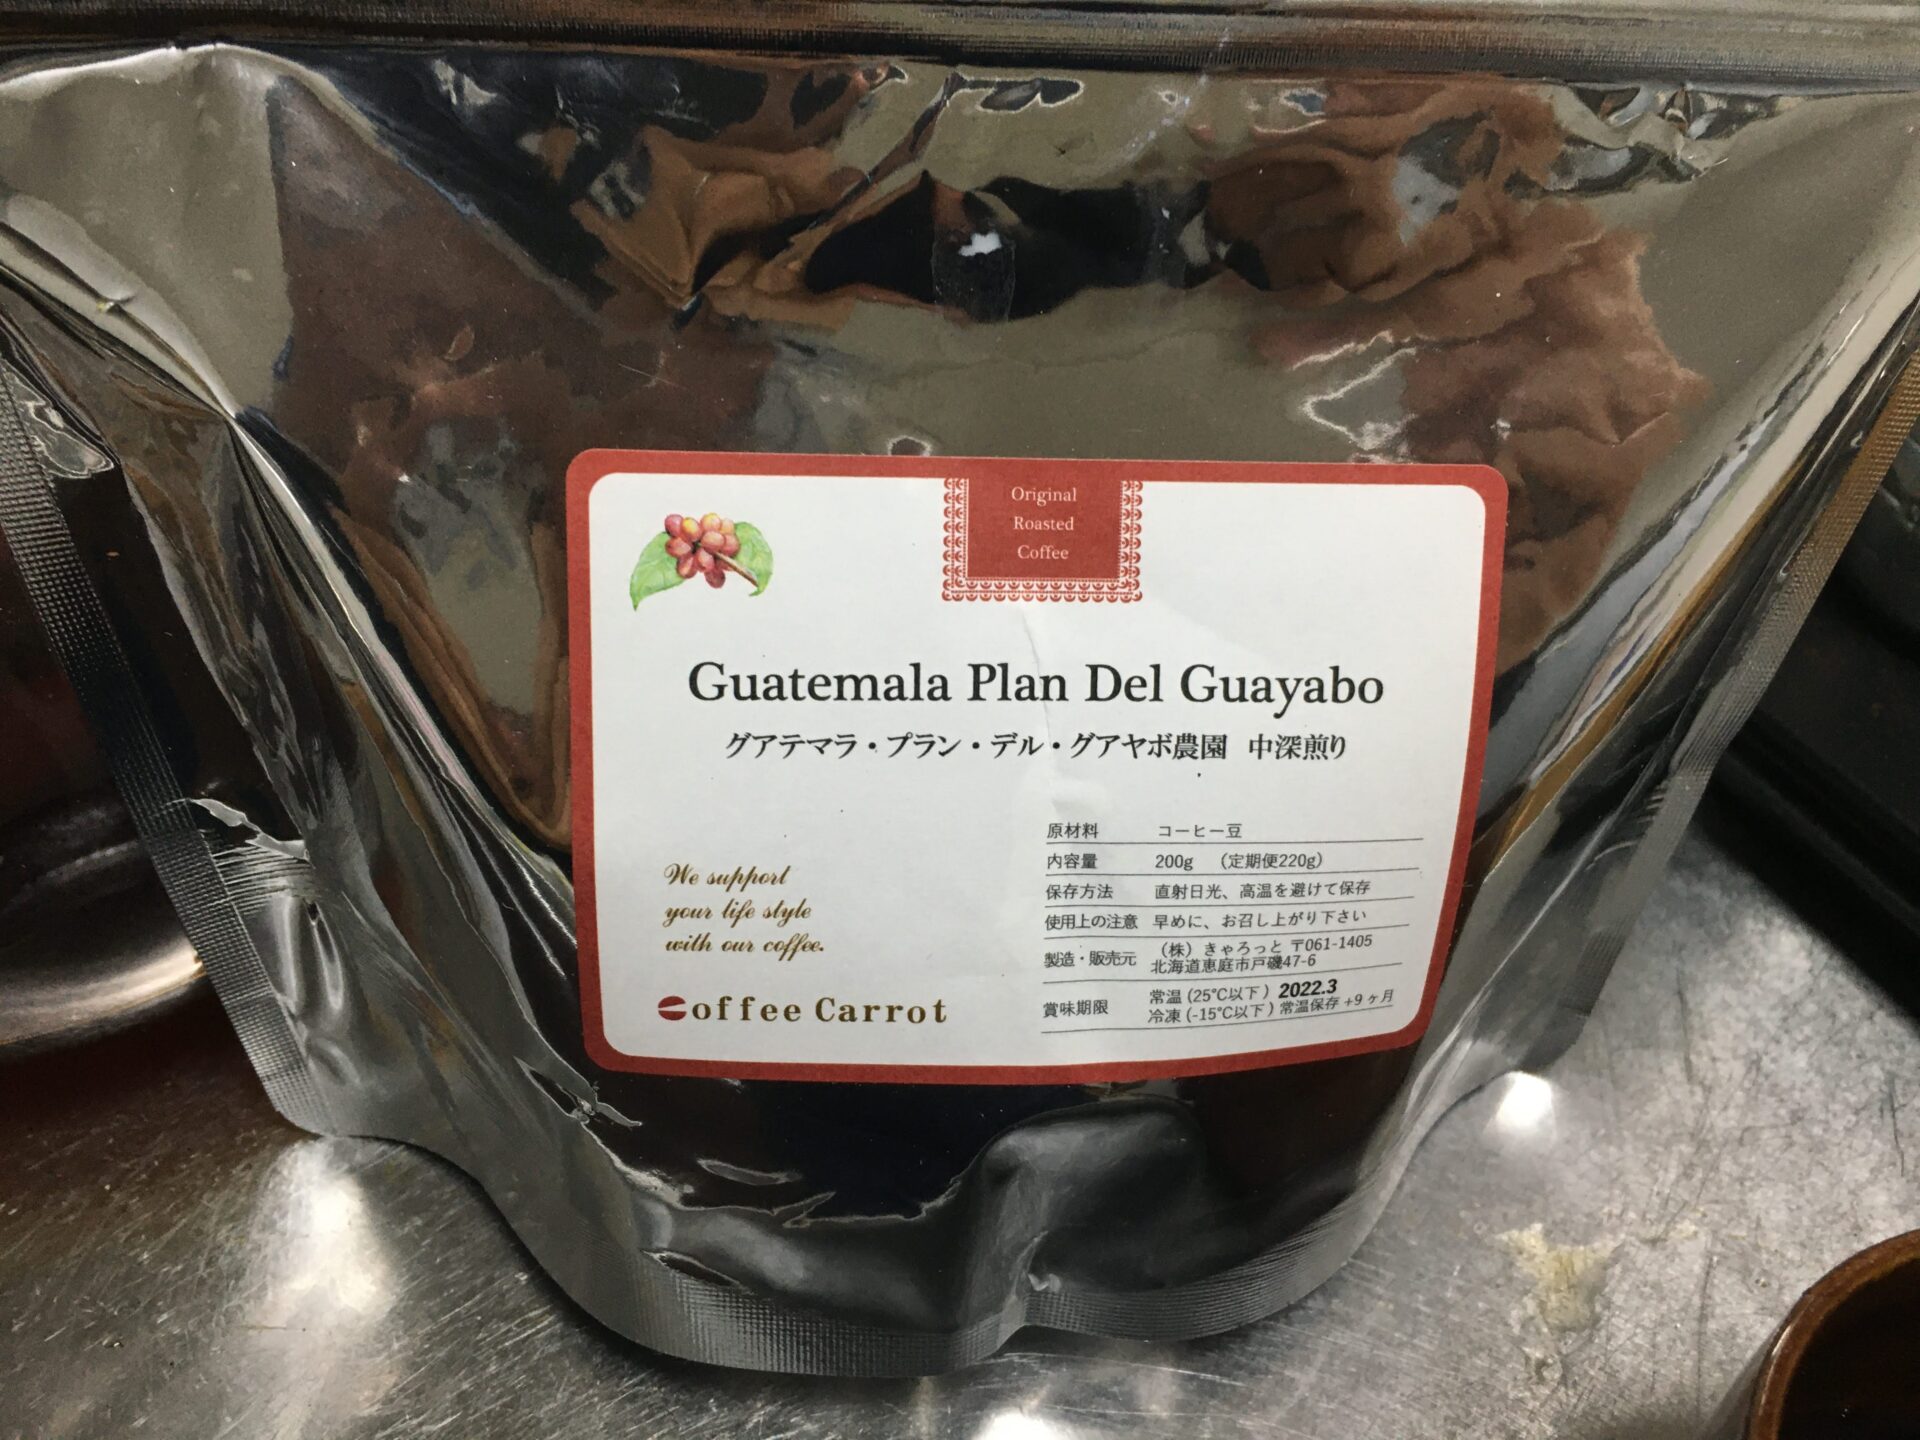 Original
Roasted
Coffee
Guatemala Plan Del Guayabo
グアテマラ・プラン・デル・グアヤボ農園 中深煎り
We support
your life style
with our coffee.
Coffee Carrot
原材料 コーヒー豆
内容量 200g （定期便220g）
保存方法 直射日光、高温を避けて保存
使用上の注意 早めに、お召し上がり下さい
製造・販売元 （株）きゃろっと 〒061-1405
北海道恵庭市戸磯47-6
賞味期限 常温 (25℃以下) 2022.3
冷凍 (-15℃以下) 常温保存 +9ヶ月